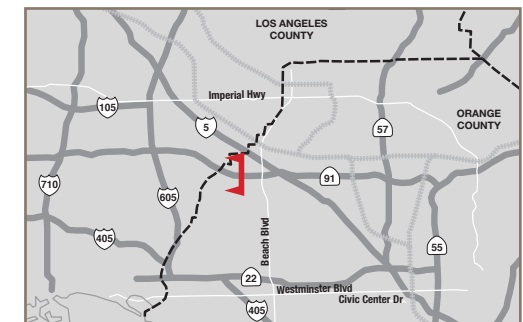 LOS ANGELES
COUNTY
Imperial Hwy
105
5
57
ORANGE
COUNTY
710
605
91
405
Beach Blvd
55
22
Westminster Blvd
Civic Center Dr
405